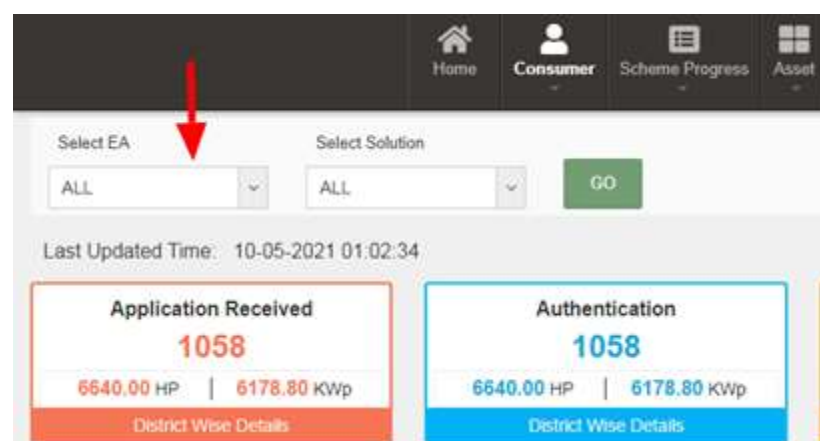 Home Consumer Scheme Progress Asset
Select EA Select Solution
ALL ALL GO
Last Updated Time: 10-05-2021 01:02:34
Application Received Authentication
1058 1058
6640.00 HP | 6178.80 KWp 6640.00 HP | 6178.80 KWp
District Wise Details District Wise Details